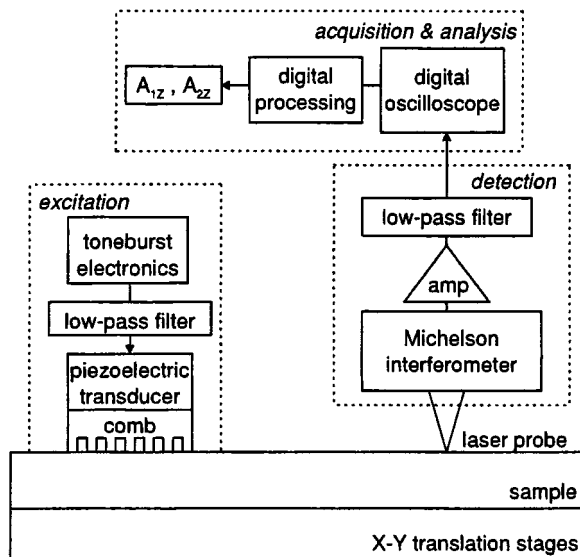 acquisition & analysis
A1Z , A2Z
digital
processing
digital
oscilloscope
excitation
toneburst
electronics
low-pass filter
piezoelectric
transducer
comb
detection
low-pass filter
amp
Michelson
interferometer
laser probe
sample
X-Y translation stages